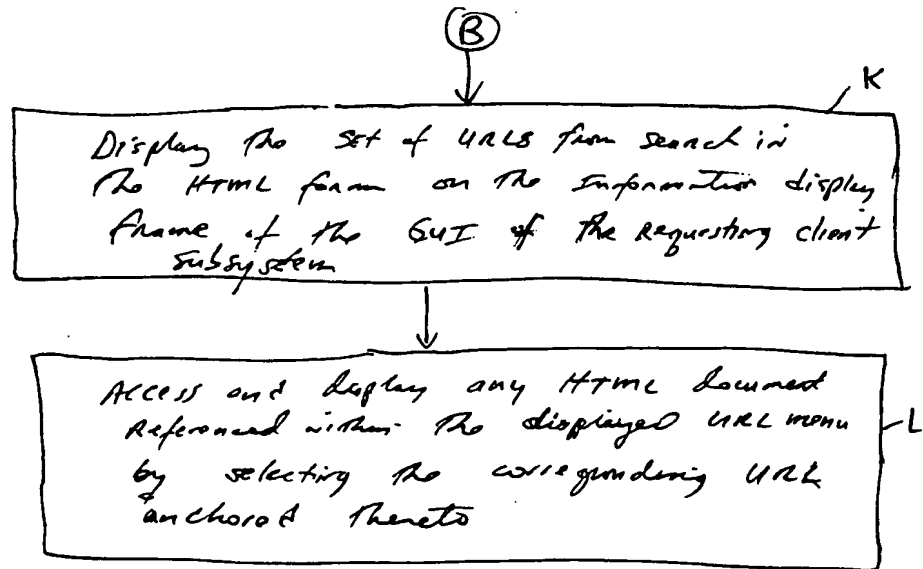 B
K
Display the set of URLs from search in
the HTML form on the Information display
frame of the GUI of the requesting client
subsystem
Access and display any HTML document
Referenced within the displayed URL menu
L
by selecting the corresponding URL
anchored thereto